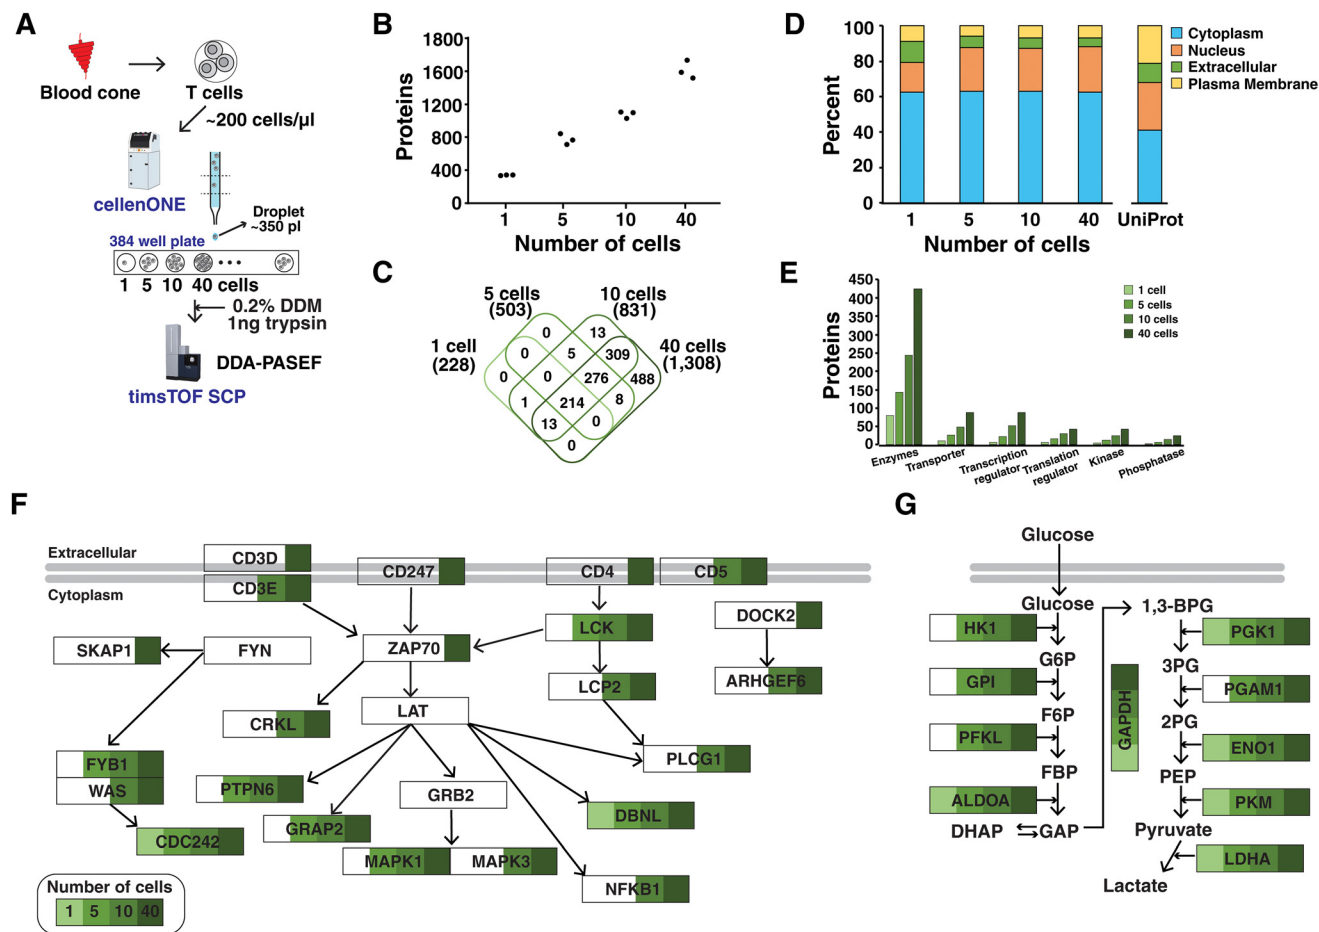 A
Blood cone
T cells
~200 cells/µl
cellenONE
Droplet
~350 pl
384 well plate
1 5 10 40 cells
0.2% DDM
1ng trypsin
DDA-PASEF
timsTOF SCP
B
Proteins
1800
1600
1200
800
400
0
1 5 10 40
Number of cells
C
5 cells
(503)
10 cells
(831)
1 cell
(228)
40 cells
(1,308)
0 13
0 5 309
0 0 276 488
1 214 8
13 0
0
D
Percent
100
80
60
40
20
0
1 5 10 40 UniProt
Number of cells
Cytoplasm
Nucleus
Extracellular
Plasma Membrane
E
Proteins
450
400
350
300
250
200
150
100
50
0
Enzymes
Transporter
Transcription
regulator
Translation
regulator
Kinase
Phosphatase
1 cell
5 cells
10 cells
40 cells
F
Extracellular
Cytoplasm
CD3D
CD3E
CD247
CD4
CD5
SKAP1
FYN
ZAP70
LCK
DOCK2
LCP2
ARHGEF6
CRKL
LAT
FYB1
WAS
CDC242
PTPN6
GRAP2
GRB2
MAPK1
MAPK3
PLCG1
DBNL
NFKB1
Number of cells
1 5 10 40
G
Glucose
Glucose
HK1
G6P
GPI
F6P
PFKL
FBP
ALDOA
DHAP
GAP
GAPDH
1,3-BPG
PGK1
3PG
PGAM1
2PG
ENO1
PEP
PKM
Pyruvate
LDHA
Lactate